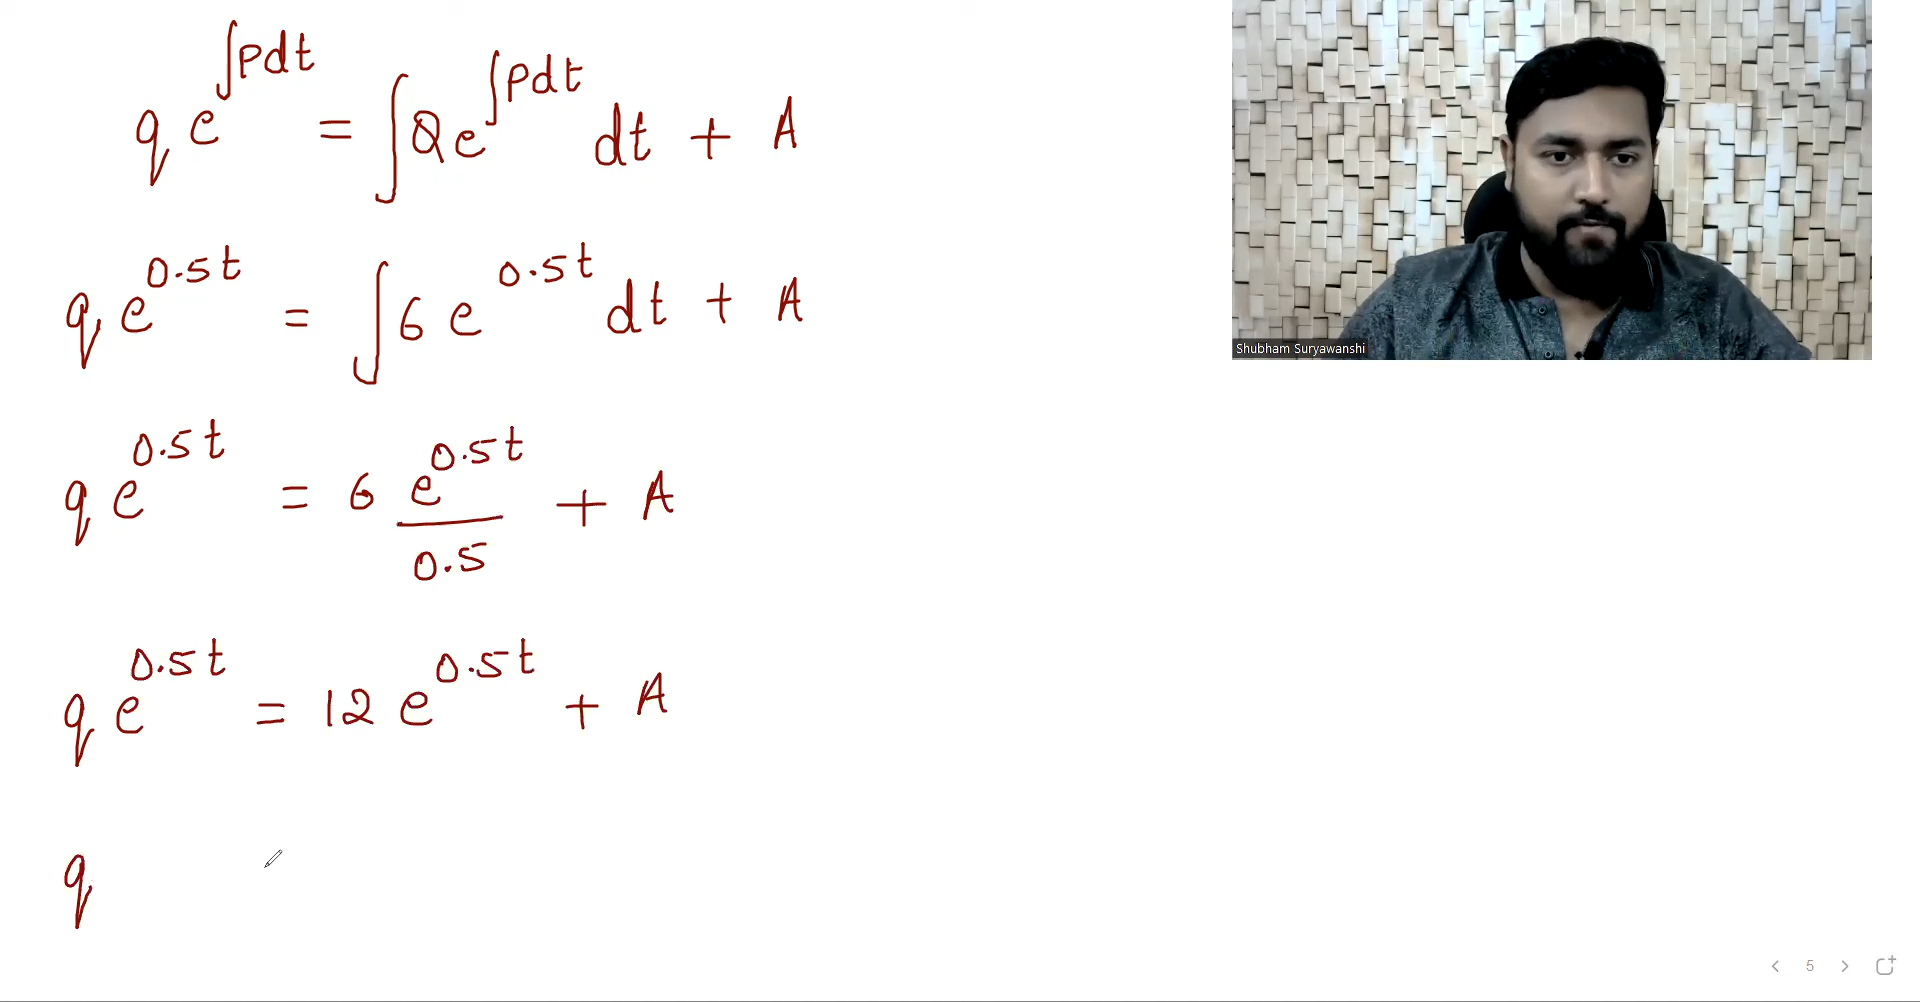 q e^{∫Pdt} = ∫Q e^{∫Pdt} dt + A
q e^{0.5t} = ∫6 e^{0.5t} dt + A
q e^{0.5t} = 6 e^{0.5t}/0.5 + A
q e^{0.5t} = 12 e^{0.5t} + A
q
Shubham Suryawanshi
5